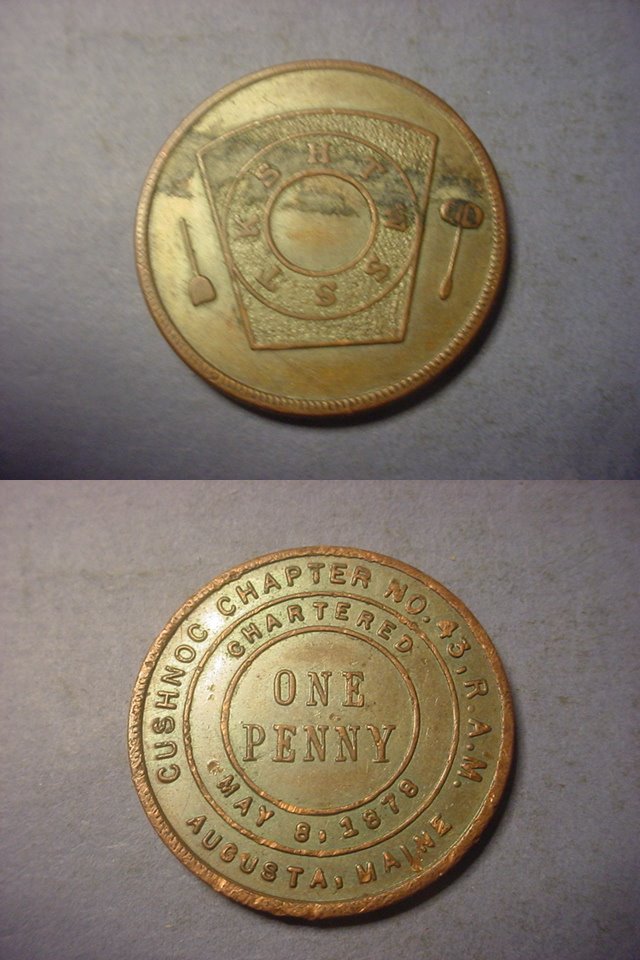 H T W S S T K S
CUSHNOC CHAPTER NO. 43, R.A.M.
CHARTERED
ONE
PENNY
MAY 8, 1878
AUGUSTA, MAINE